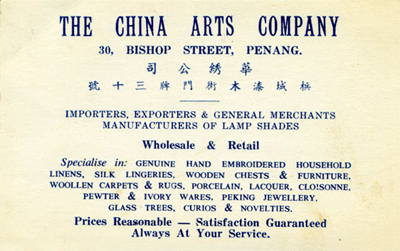 THE CHINA ARTS COMPANY
30, BISHOP STREET, PENANG.
司公綉華
號十三牌門街木漆城檳
IMPORTERS, EXPORTERS & GENERAL MERCHANTS
MANUFACTURERS OF LAMP SHADES
Wholesale & Retail
Specialise in: GENUINE HAND EMBROIDERED HOUSEHOLD
LINENS, SILK LINGERIES, WOODEN CHESTS & FURNITURE,
WOOLLEN CARPETS & RUGS, PORCELAIN, LACQUER, CLOISONNE,
PEWTER & IVORY WARES, PEKING JEWELLERY,
GLASS TREES, CURIOS & NOVELTIES.
Prices Reasonable — Satisfaction Guaranteed
Always At Your Service.